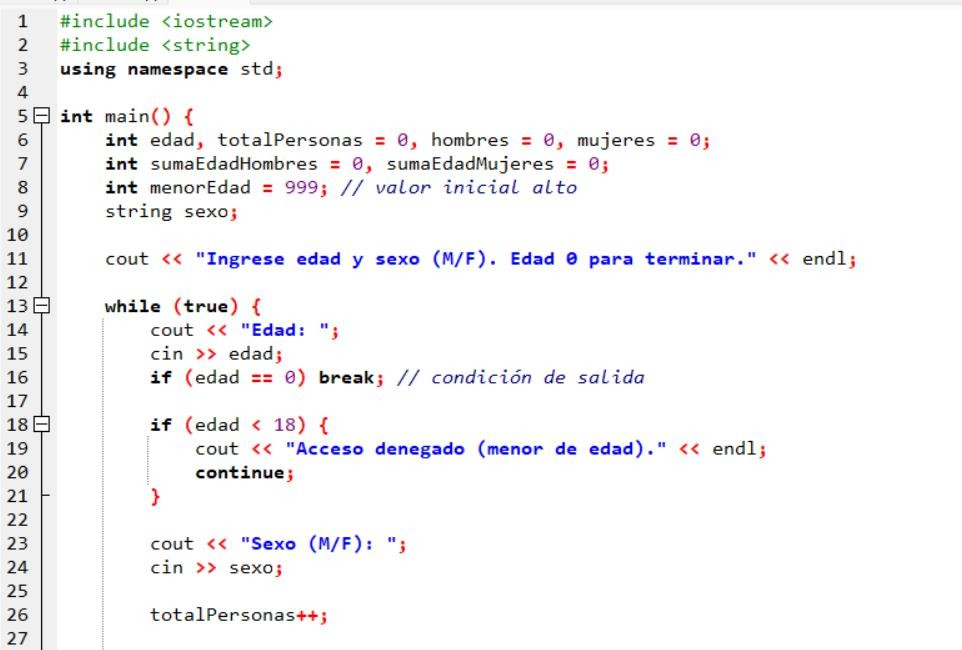 1 #include <iostream>
2 #include <string>
3 using namespace std;
4
5 int main() {
6     int edad, totalPersonas = 0, hombres = 0, mujeres = 0;
7     int sumaEdadHombres = 0, sumaEdadMujeres = 0;
8     int menorEdad = 999; // valor inicial alto
9     string sexo;
10
11     cout << "Ingrese edad y sexo (M/F). Edad 0 para terminar." << endl;
12
13     while (true) {
14         cout << "Edad: ";
15         cin >> edad;
16         if (edad == 0) break; // condición de salida
17
18         if (edad < 18) {
19             cout << "Acceso denegado (menor de edad)." << endl;
20             continue;
21         }
22
23         cout << "Sexo (M/F): ";
24         cin >> sexo;
25
26         totalPersonas++;
27